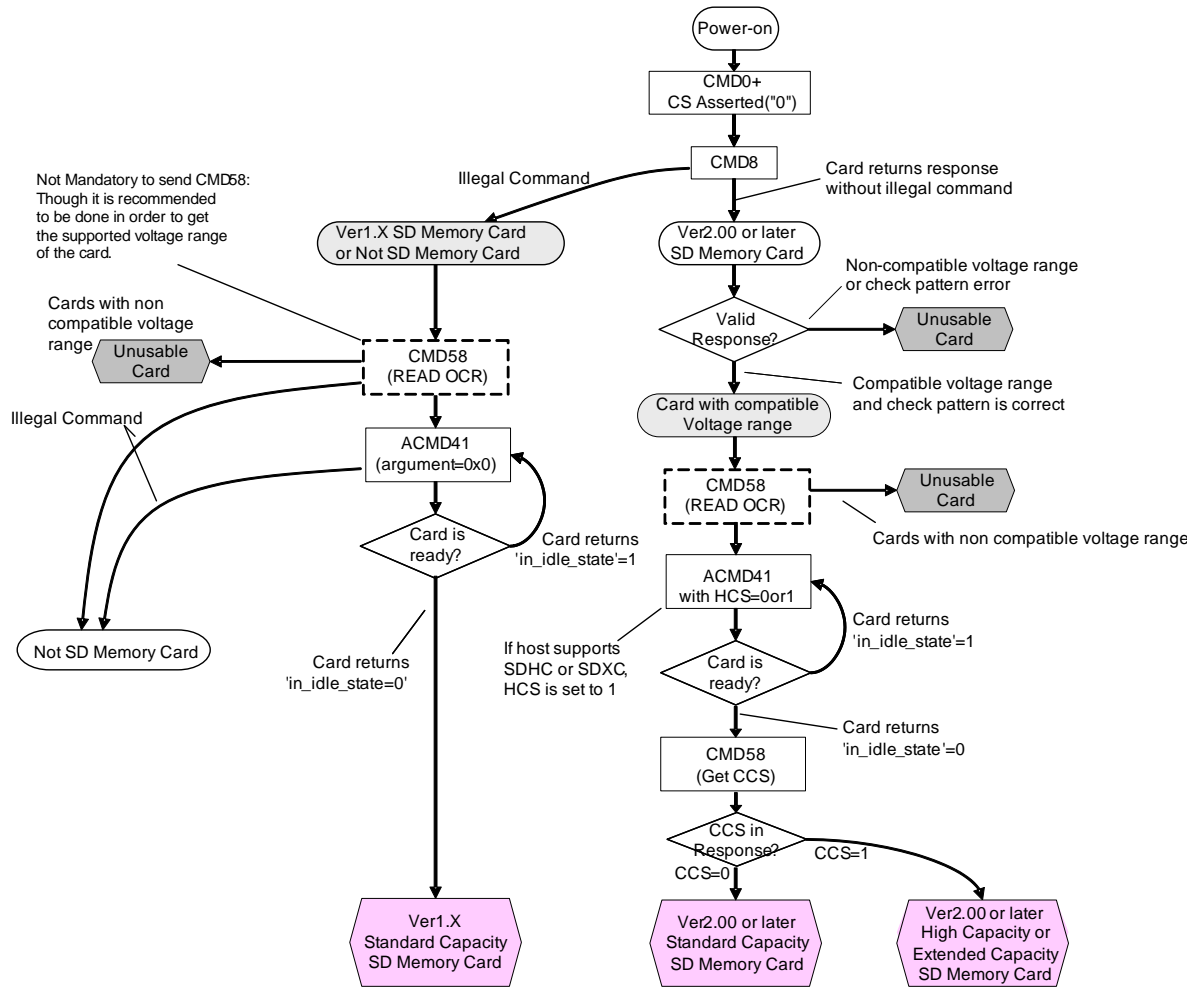 Power-on
CMD0+
CS Asserted("0")
CMD8
Illegal Command
Card returns response
without illegal command
Not Mandatory to send CMD58:
Though it is recommended
to be done in order to get
the supported voltage range
of the card.
Ver1.X SD Memory Card
or Not SD Memory Card
Ver2.00 or later
SD Memory Card
Non-compatible voltage range
or check pattern error
Cards with non
compatible voltage
range
Unusable
Card
CMD58
(READ OCR)
Valid
Response?
Unusable
Card
Compatible voltage range
and check pattern is correct
Card with compatible
Voltage range
Illegal Command
ACMD41
(argument=0x0)
CMD58
(READ OCR)
Unusable
Card
Cards with non compatible voltage range
Card is
ready?
Card returns
'in_idle_state'=1
ACMD41
with HCS=0or1
Card returns
'in_idle_state'=1
If host supports
SDHC or SDXC,
HCS is set to 1
Not SD Memory Card
Card returns
'in_idle_state=0'
Card is
ready?
Card returns
'in_idle_state'=0
CMD58
(Get CCS)
CCS in
Response?
CCS=1
CCS=0
Ver1.X
Standard Capacity
SD Memory Card
Ver2.00 or later
Standard Capacity
SD Memory Card
Ver2.00 or later
High Capacity or
Extended Capacity
SD Memory Card